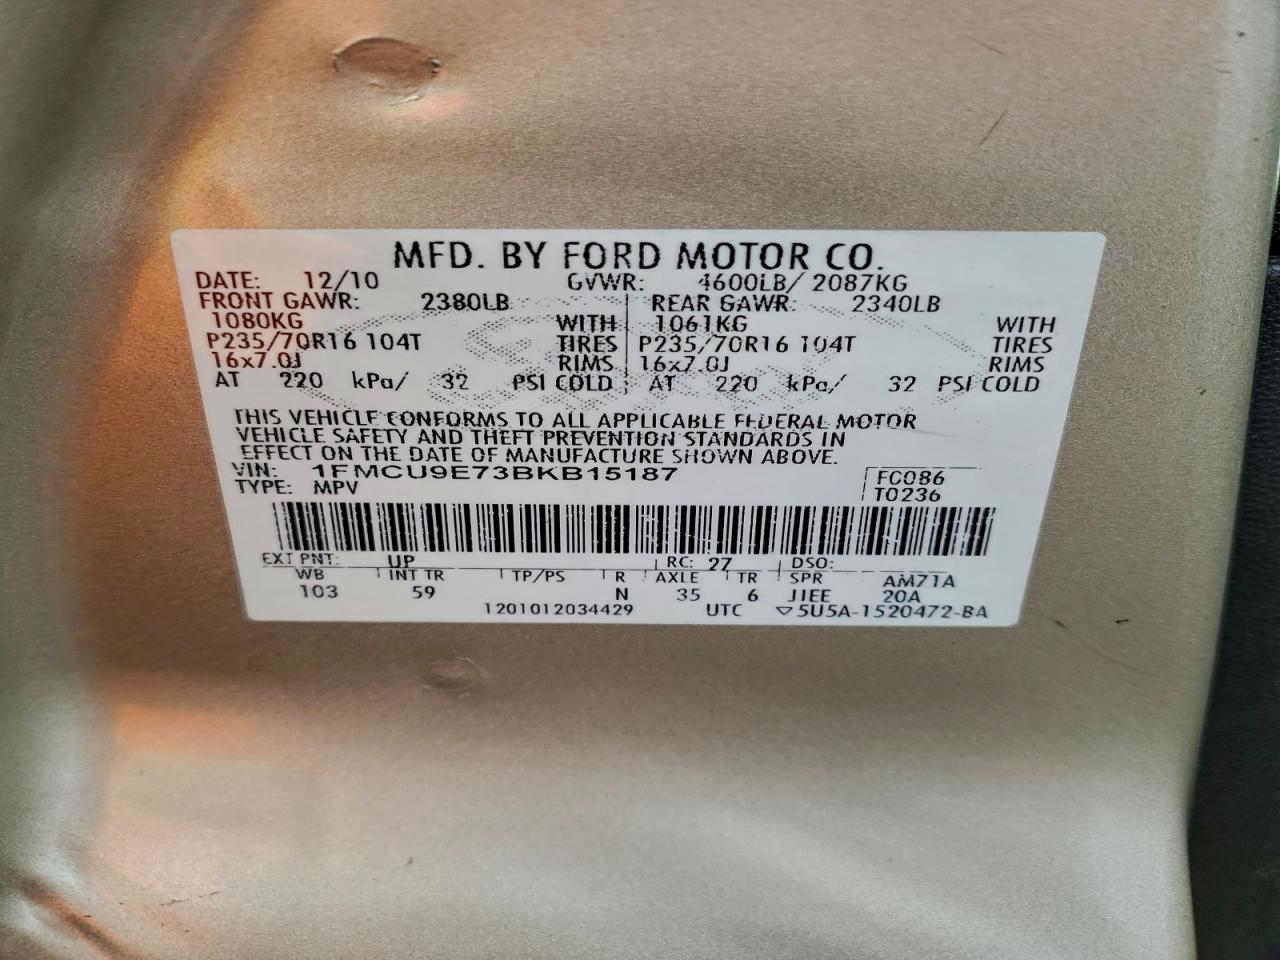 MFD. BY FORD MOTOR CO.
DATE: 12/10 GVWR: 4600LB/ 2087KG
FRONT GAWR: 2380LB REAR GAWR: 2340LB
1080KG WITH 1061KG WITH
P235/70R16 104T TIRES P235/70R16 104T TIRES
16x7.0J RIMS 16x7.0J RIMS
AT 220 kPa/ 32 PSI COLD AT 220 kPa/ 32 PSI COLD
THIS VEHICLE CONFORMS TO ALL APPLICABLE FEDERAL MOTOR
VEHICLE SAFETY AND THEFT PREVENTION STANDARDS IN
EFFECT ON THE DATE OF MANUFACTURE SHOWN ABOVE.
VIN: 1FMCU9E73BKB15187 FC086
TYPE: MPV T0236
EXT PNT: UP RC: 27 DSO:
WB INT TR TP/PS R AXLE TR SPR AM71A
103 59 N 35 6 JIEE 20A
1201012034429 UTC ▽5U5A-1520472-BA